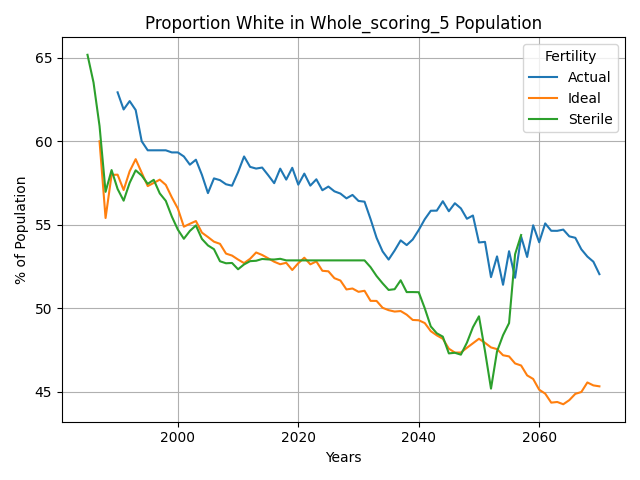 Proportion White in Whole_scoring_5 Population
Fertility
Actual
Ideal
Sterile
% of Population
65
60
55
50
45
2000
2020
2040
2060
Years